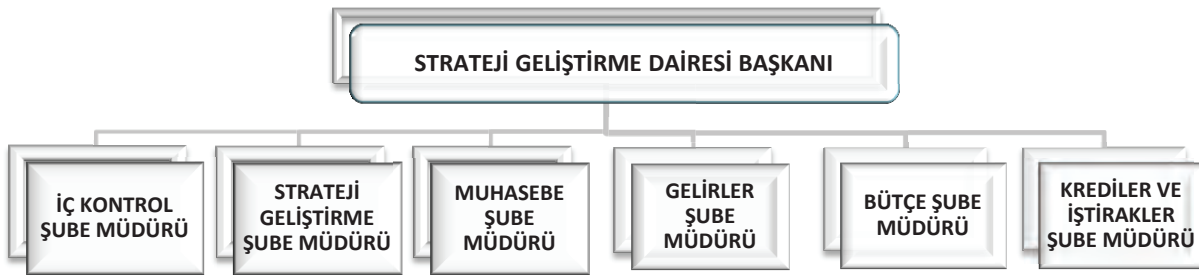 STRATEJİ GELİŞTİRME DAİRESİ BAŞKANI
İÇ KONTROL
ŞUBE MÜDÜRÜ
STRATEJİ
GELİŞTİRME
ŞUBE MÜDÜRÜ
MUHASEBE
ŞUBE
MÜDÜRÜ
GELİRLER
ŞUBE
MÜDÜRÜ
BÜTÇE ŞUBE
MÜDÜRÜ
KREDİLER VE
İŞTİRAKLER
ŞUBE MÜDÜRÜ